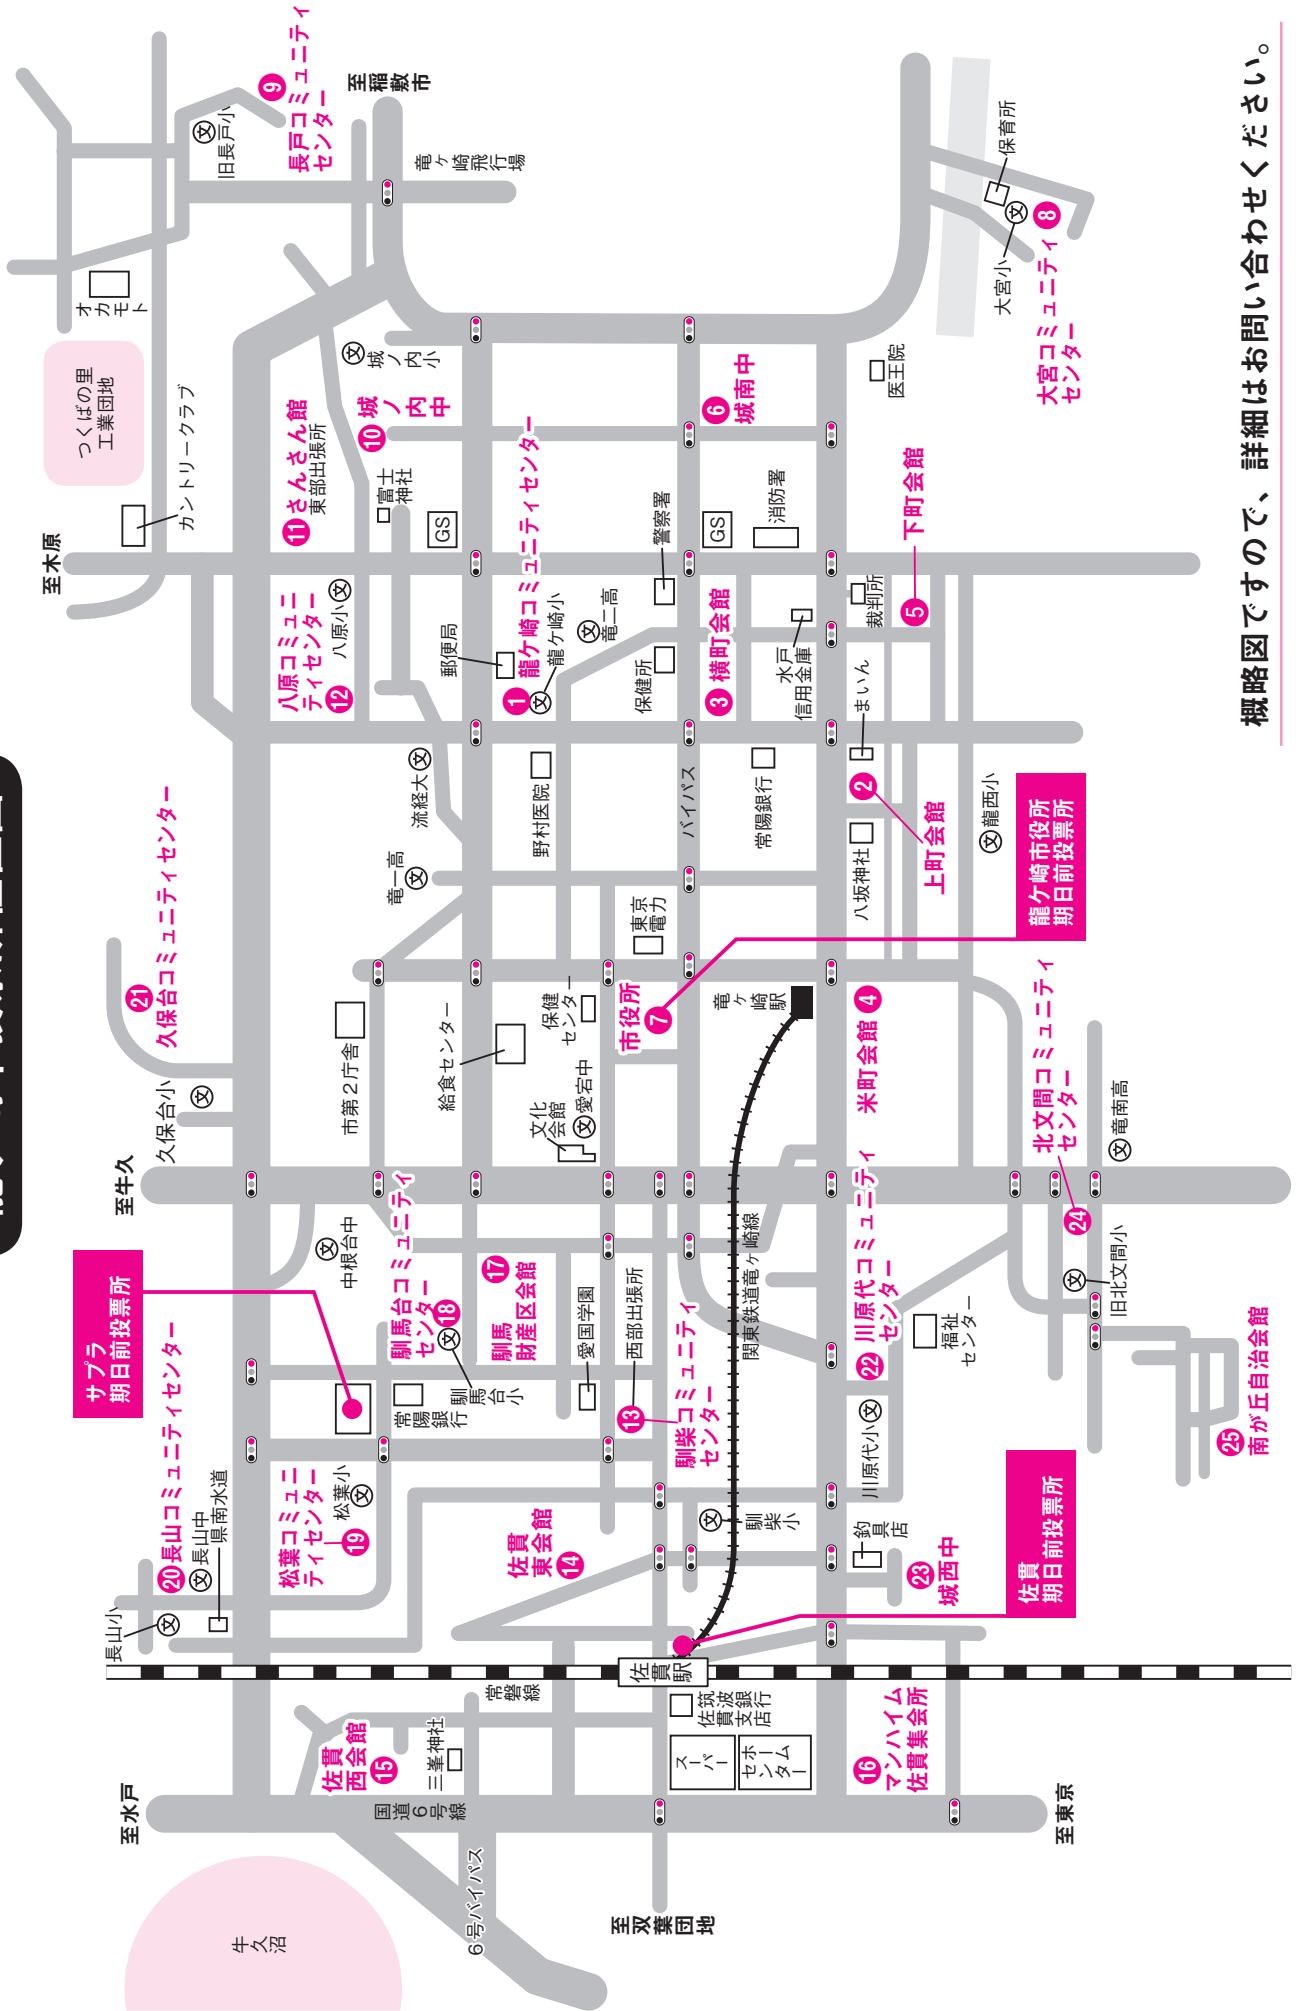 至稲敷市
9
長戸コミュニティ
センター
旧長戸小
文
竜ヶ崎飛行場
オカモト
つくばの里
工業団地
カントリークラブ
至木原
城ノ内小
文
10
城ノ内中
11
さんさん館
東部出張所
富士
神社
GS
八原小
文
八原コミュニ
ティセンター
12
郵便局
1
龍ケ崎コミュニティセンター
文
龍ケ崎小
文
竜二高
警察署
保健所
3
横町会館
6
城南中
GS
消防署
水戸
信用金庫
裁判所
まいん
5
下町会館
医王院
保育所
大宮小
文
8
大宮コミュニティ
センター
概略図ですので、詳細はお問い合わせください。
21
久保台コミュニティセンター
久保台小
文
至牛久
流経大
文
竜一高
文
野村医院
バイパス
常陽銀行
2
上町会館
八坂神社
文
龍西小
龍ケ崎市役所
期日前投票所
東京
電力
市第2庁舎
給食センター
保健
センター
市役所
7
竜ヶ崎駅
4
米町会館
文化
会館
文
愛宕中
北文間コミュニティ
センター
24
文
竜南高
文
旧北文間小
文
中根台中
サプラ
期日前投票所
馴馬台コミュニティ
センター
18
文
馴馬台小
17
馴馬
財産区会館
愛国学園
西部出張所
13
馴柴コミュニティ
センター
関東鉄道竜ヶ崎線
22
川原代コミュニティ
センター
川原代小
文
福祉
センター
25
南が丘自治会館
常陽銀行
20
長山コミュニティセンター
文
長山中
県南水道
長山小
文
松葉コミュニ
ティセンター
19
松葉小
文
14
佐貫
東会館
文
馴柴小
釣具店
23
城西中
佐貫
期日前投票所
佐貫駅
常磐線
佐貫
西会館
15
三峯神社
国道6号線
筑波銀行
佐貫支店
スーパー
ホーム
センター
16
マンハイム
佐貫集会所
至水戸
至東京
6号バイパス
至双葉団地
牛久沼